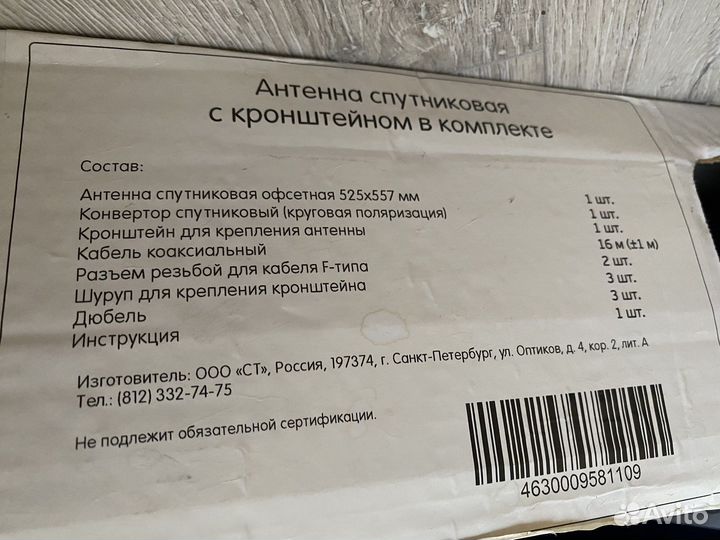 Антенна спутниковая
с кронштейном в комплекте
Состав:
Антенна спутниковая офсетная 525х557 мм 1 шт.
Конвертор спутниковый (круговая поляризация) 1 шт.
Кронштейн для крепления антенны 1 шт.
Кабель коаксиальный 16 м (±1 м)
Разъем резьбой для кабеля F-типа 2 шт.
Шуруп для крепления кронштейна 3 шт.
Дюбель 3 шт.
Инструкция 1 шт.
Изготовитель: ООО «СТ», Россия, 197374, г. Санкт-Петербург, ул. Оптиков, д. 4, кор. 2, лит. А
Тел.: (812) 332-74-75
Не подлежит обязательной сертификации.
4630009581109
Avito